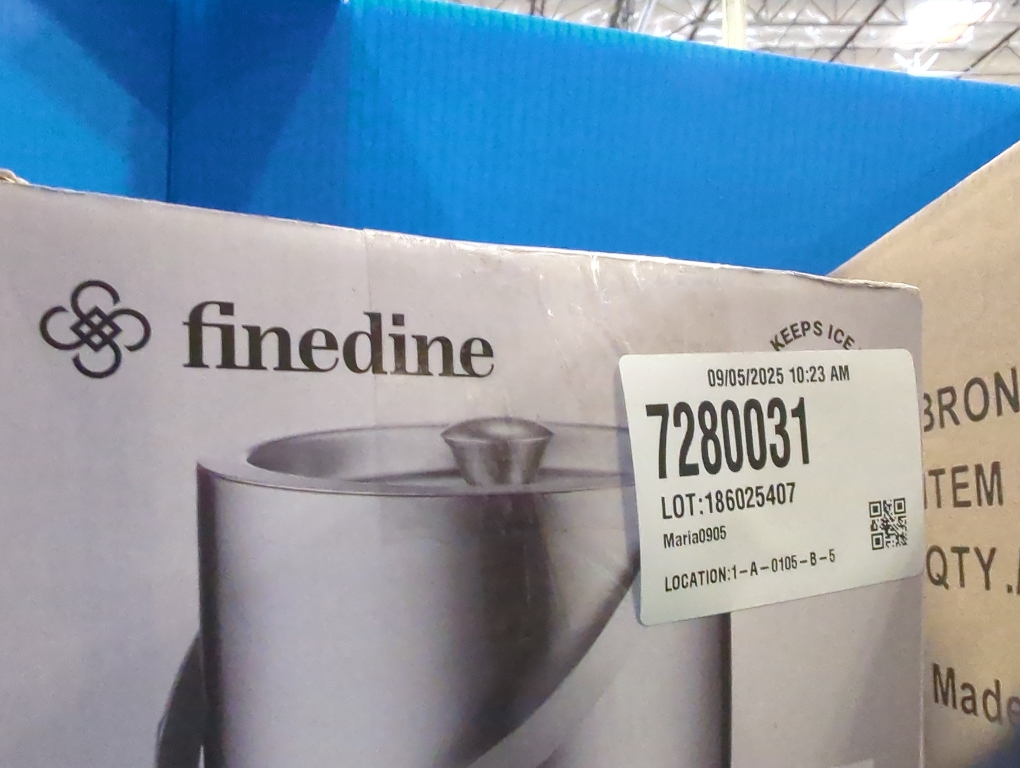 finedine
KEEPS ICE
09/05/2025 10:23 AM
7280031
LOT:186025407
Maria0905
LOCATION:1-A-0105-B-5
BRON
ITEM
QTY.
Made